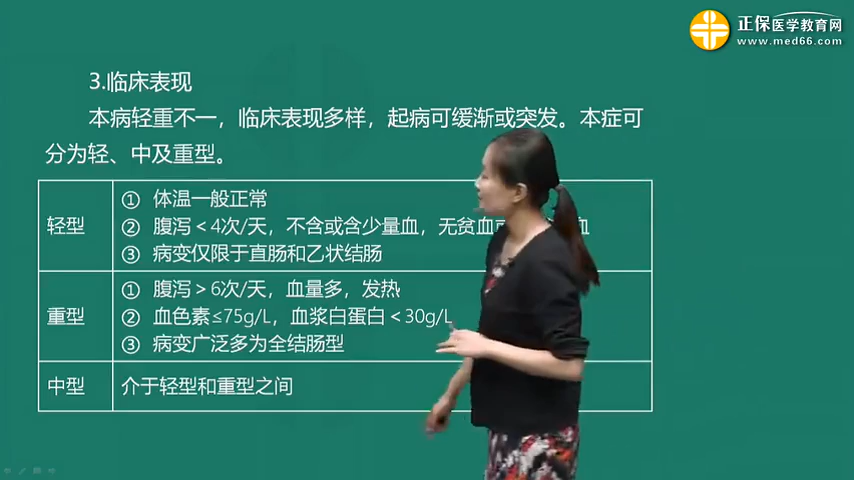 正保医学教育网
www.med66.com
3.临床表现
本病轻重不一，临床表现多样，起病可缓渐或突发。本症可
分为轻、中及重型。
轻型
① 体温一般正常
② 腹泻＜4次/天，不含或含少量血，无贫血 血
③ 病变仅限于直肠和乙状结肠
重型
① 腹泻＞6次/天，血量多，发热
② 血色素≤75g/L，血浆白蛋白＜30g/L
③ 病变广泛多为全结肠型
中型
介于轻型和重型之间